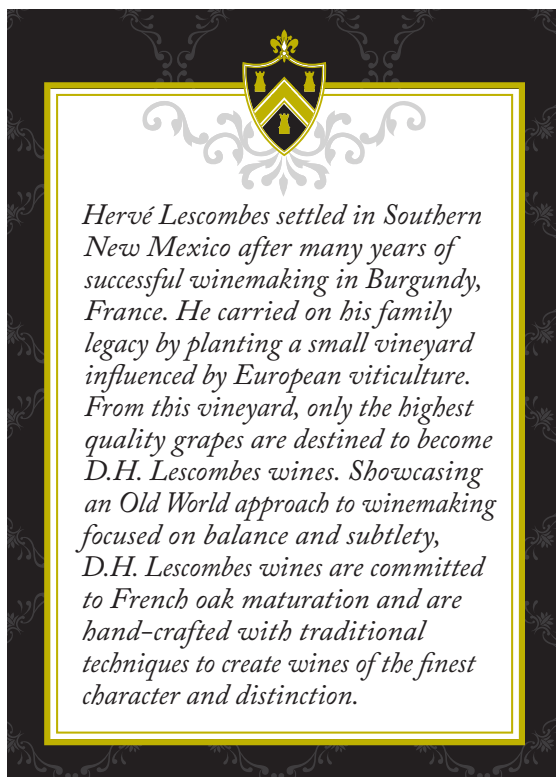 Hervé Lescombes settled in Southern
New Mexico after many years of
successful winemaking in Burgundy,
France. He carried on his family
legacy by planting a small vineyard
influenced by European viticulture.
From this vineyard, only the highest
quality grapes are destined to become
D.H. Lescombes wines. Showcasing
an Old World approach to winemaking
focused on balance and subtlety,
D.H. Lescombes wines are committed
to French oak maturation and are
hand-crafted with traditional
techniques to create wines of the finest
character and distinction.